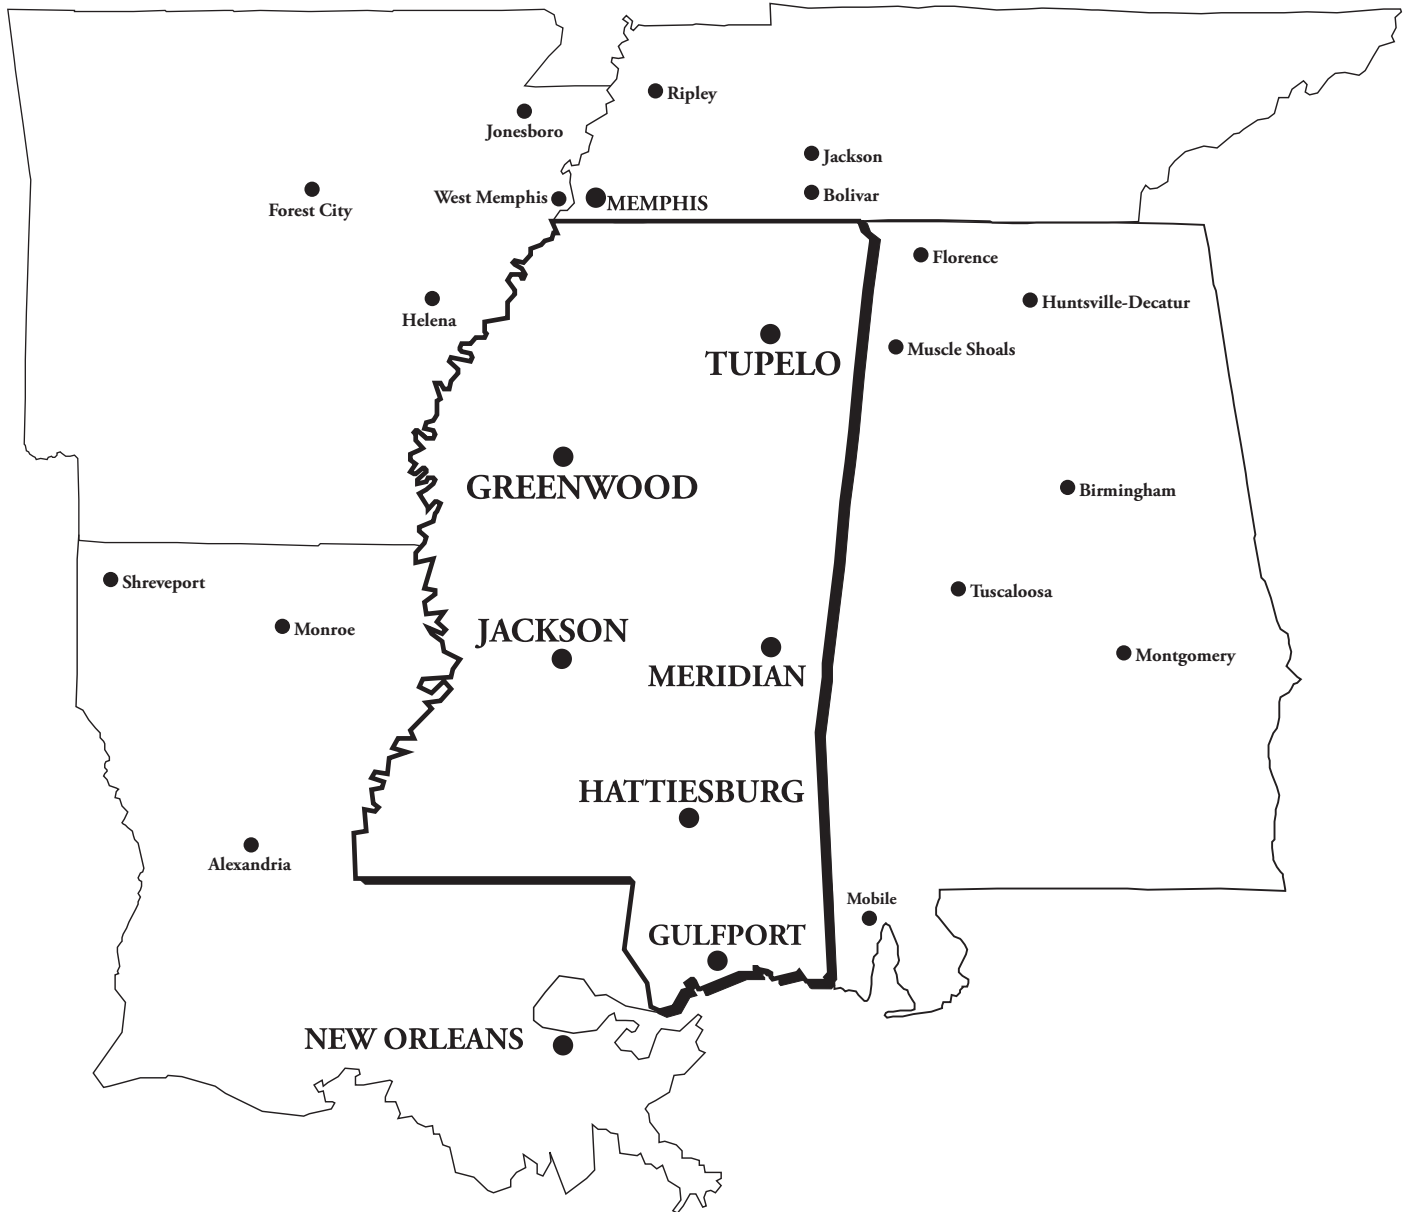 Ripley
Jonesboro
Jackson
Forest City
West Memphis
MEMPHIS
Bolivar
Florence
Huntsville-Decatur
Helena
Muscle Shoals
TUPELO
GREENWOOD
Birmingham
Shreveport
Tuscaloosa
Monroe
JACKSON
Montgomery
MERIDIAN
HATTIESBURG
Alexandria
Mobile
GULFPORT
NEW ORLEANS